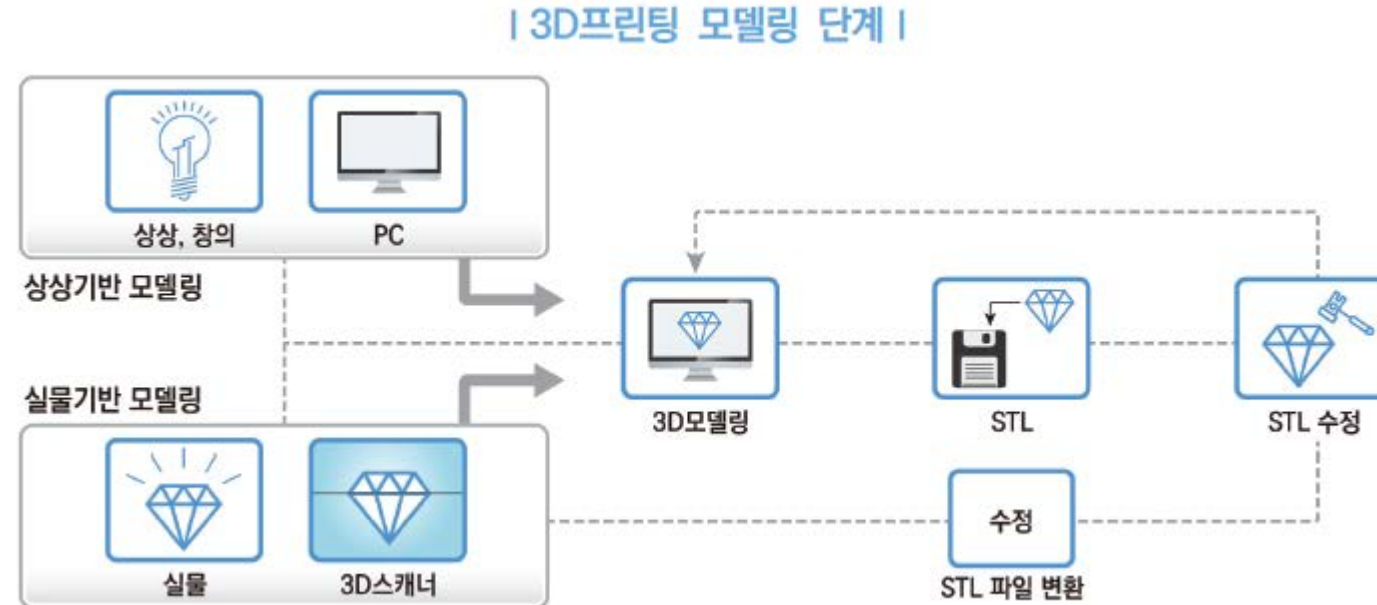 | 3D프린팅 모델링 단계 |
상상, 창의
PC
상상기반 모델링
실물기반 모델링
3D모델링
STL
STL 수정
실물
3D스캐너
수정
STL 파일 변환